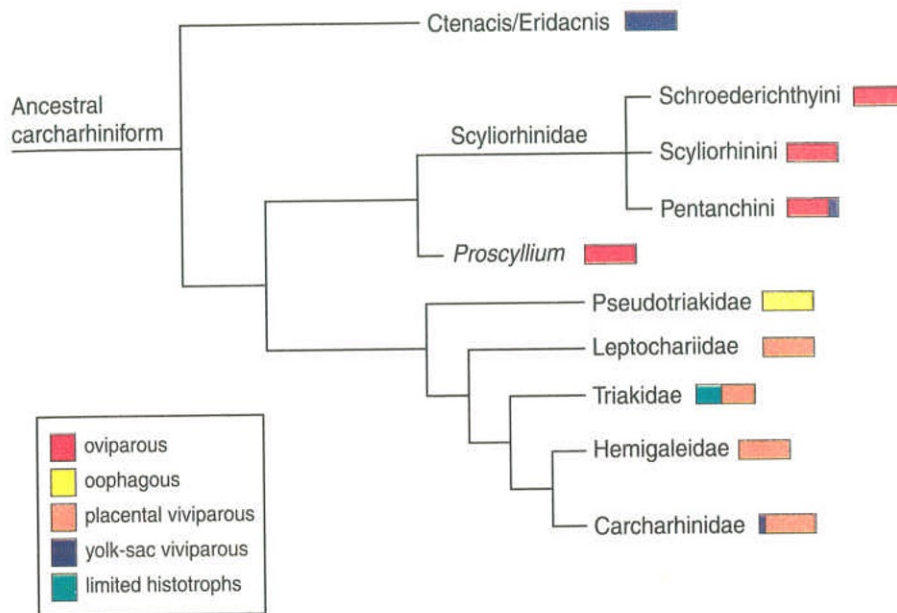 Ctenacis/Eridacnis
Ancestral
carcharhiniform
Schroederichthyini
Scyliorhinidae
Scyliorhinini
Pentanchini
Proscyllium
Pseudotriakidae
Leptochariidae
Triakidae
Hemigaleidae
Carcharhinidae
oviparous
oophagous
placental viviparous
yolk-sac viviparous
limited histotrophs